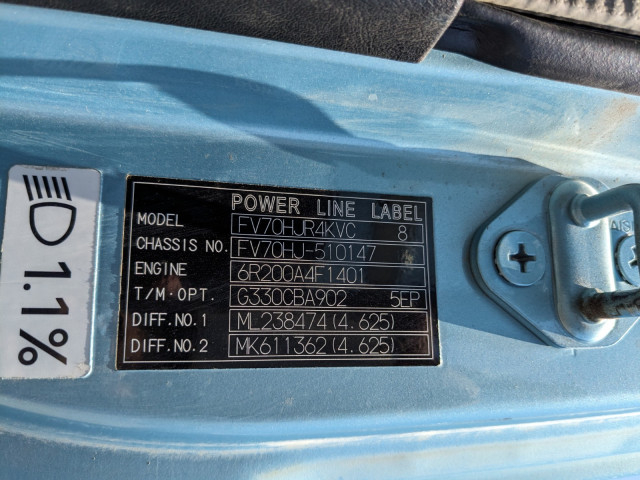 POWER LINE LABEL
MODEL FV70HJR4KVC 8
CHASSIS NO. FV70HJ-510147
ENGINE 6R200A4F1401
T/M·OPT. G330CBA902 5EP
DIFF.NO.1 ML238474(4.625)
DIFF.NO.2 MK611362(4.625)
1.1%